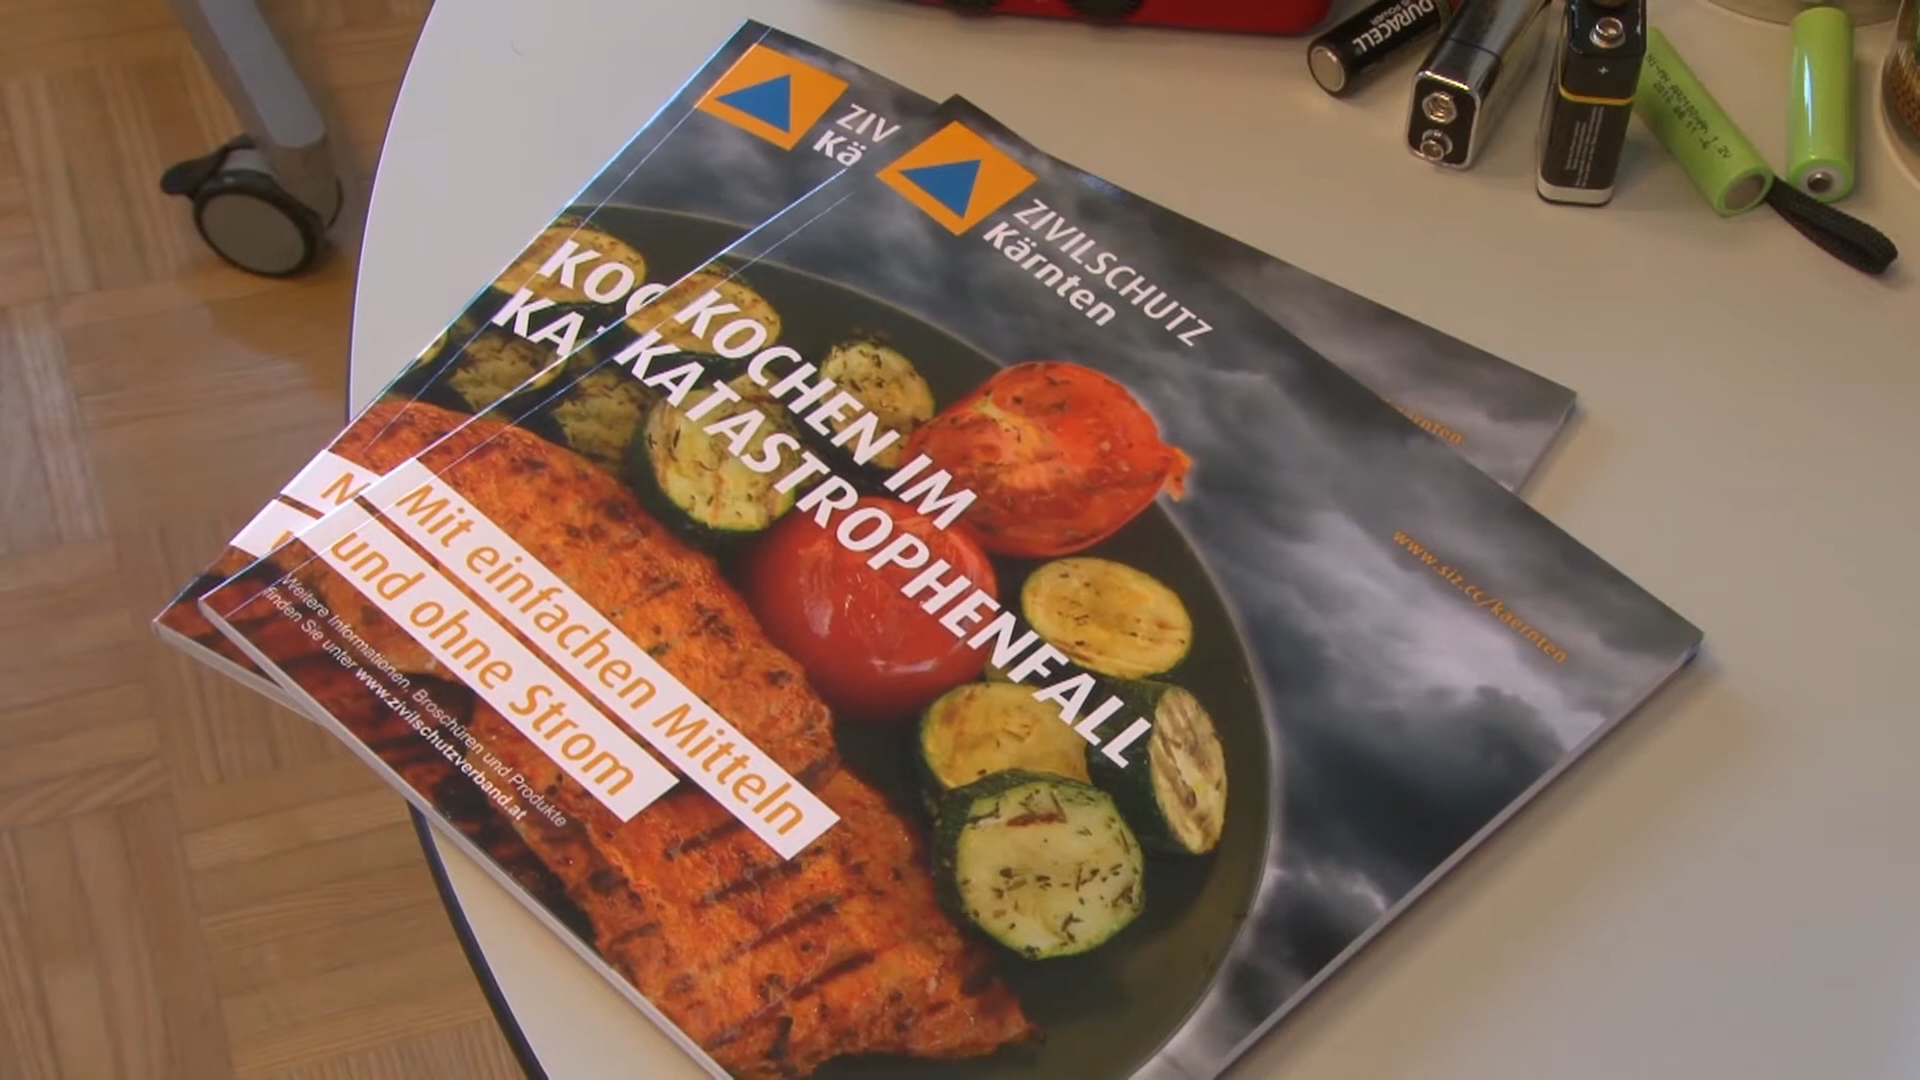 ZIV
Kä
ZIVILSCHUTZ
Kärnten
KOC
KA
KOCHEN IM
KATASTROPHENFALL
Mit einfachen Mitteln
und ohne Strom
Weitere Informationen, Broschüren und Produkte
finden Sie unter www.zivilschutzverband.at
www.siz.cc/kaernten
DURACELL